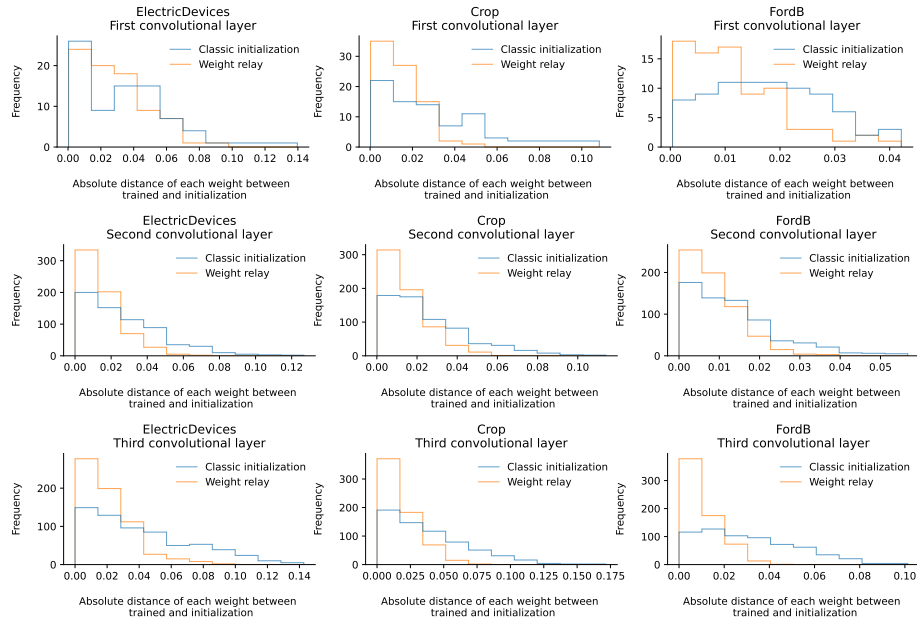 ElectricDevices
First convolutional layer
Crop
First convolutional layer
FordB
First convolutional layer
Frequency
20
10
0
Classic initialization
Weight relay
0.00 0.02 0.04 0.06 0.08 0.10 0.12 0.14
Absolute distance of each weight between
trained and initialization
Frequency
30
20
10
0
Classic initialization
Weight relay
0.00 0.02 0.04 0.06 0.08 0.10
Absolute distance of each weight between
trained and initialization
Frequency
15
10
5
0
Classic initialization
Weight relay
0.00 0.01 0.02 0.03 0.04
Absolute distance of each weight between
trained and initialization
ElectricDevices
Second convolutional layer
Crop
Second convolutional layer
FordB
Second convolutional layer
Frequency
300
200
100
0
Classic initialization
Weight relay
0.00 0.02 0.04 0.06 0.08 0.10 0.12
Absolute distance of each weight between
trained and initialization
Frequency
300
200
100
0
Classic initialization
Weight relay
0.00 0.02 0.04 0.06 0.08 0.10
Absolute distance of each weight between
trained and initialization
Frequency
200
100
0
Classic initialization
Weight relay
0.00 0.01 0.02 0.03 0.04 0.05
Absolute distance of each weight between
trained and initialization
ElectricDevices
Third convolutional layer
Crop
Third convolutional layer
FordB
Third convolutional layer
Frequency
200
100
0
Classic initialization
Weight relay
0.00 0.02 0.04 0.06 0.08 0.10 0.12 0.14
Absolute distance of each weight between
trained and initialization
Frequency
300
200
100
0
Classic initialization
Weight relay
0.000 0.025 0.050 0.075 0.100 0.125 0.150 0.175
Absolute distance of each weight between
trained and initialization
Frequency
300
200
100
0
Classic initialization
Weight relay
0.00 0.02 0.04 0.06 0.08 0.10
Absolute distance of each weight between
trained and initialization